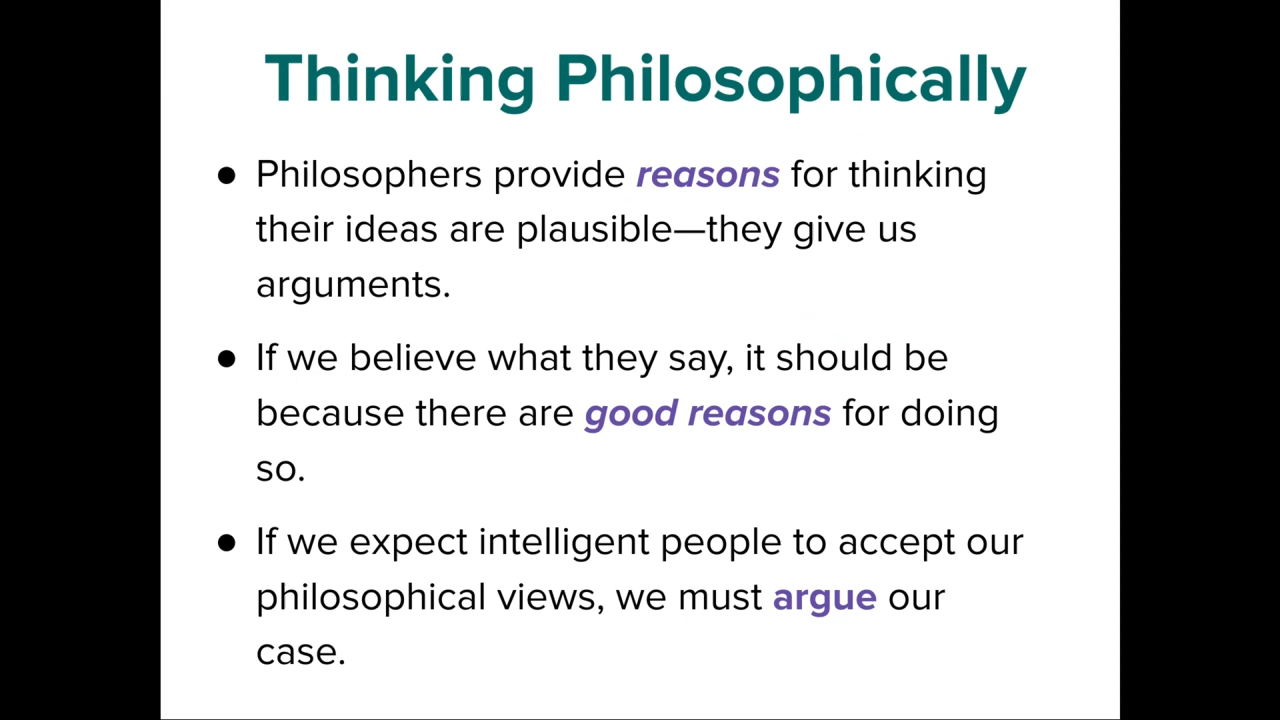 Thinking Philosophically
● Philosophers provide reasons for thinking
their ideas are plausible—they give us
arguments.
● If we believe what they say, it should be
because there are good reasons for doing
so.
● If we expect intelligent people to accept our
philosophical views, we must argue our
case.